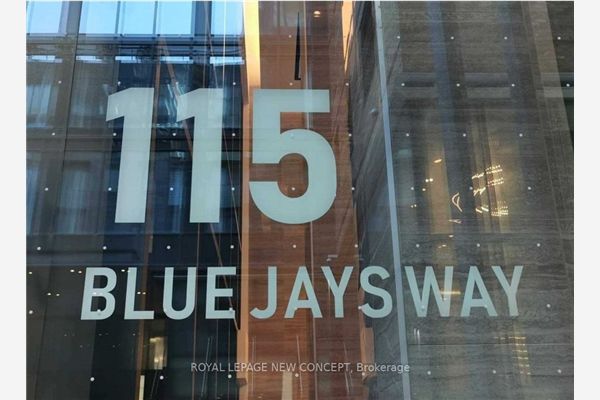 115
BLUE JAYS WAY
ROYAL LEPAGE NEW CONCEPT, Brokerage